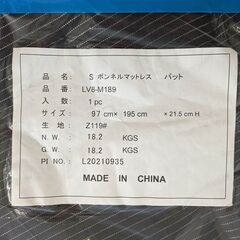 品 名: S ボンネルマットレス パット
品 番: LV6-M189
入 数: 1 pc
サ イ ズ: 97 cm× 195 cm × 21.5 cm H
生 地: Z119#
N. W. : 18.2 KGS
G. W. : 18.2 KGS
PI NO. : L20210935
MADE IN CHINA